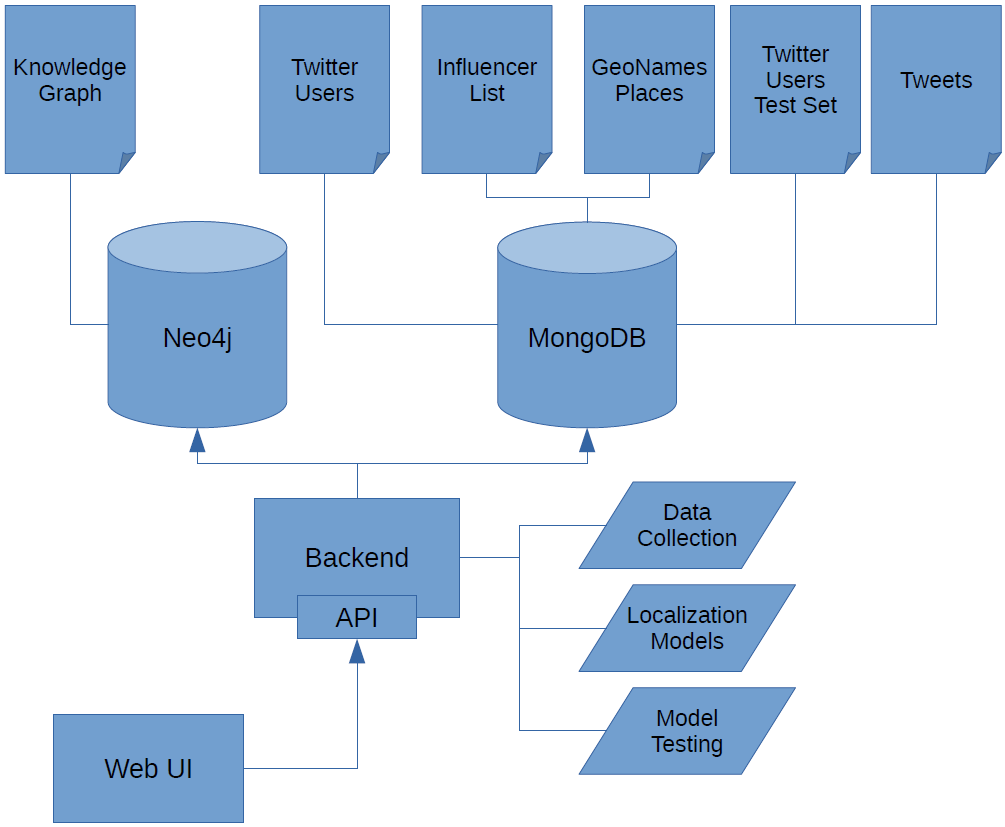 Knowledge
Graph
Twitter
Users
Influencer
List
GeoNames
Places
Twitter
Users
Test Set
Tweets
Neo4j
MongoDB
Backend
API
Web UI
Data
Collection
Localization
Models
Model
Testing